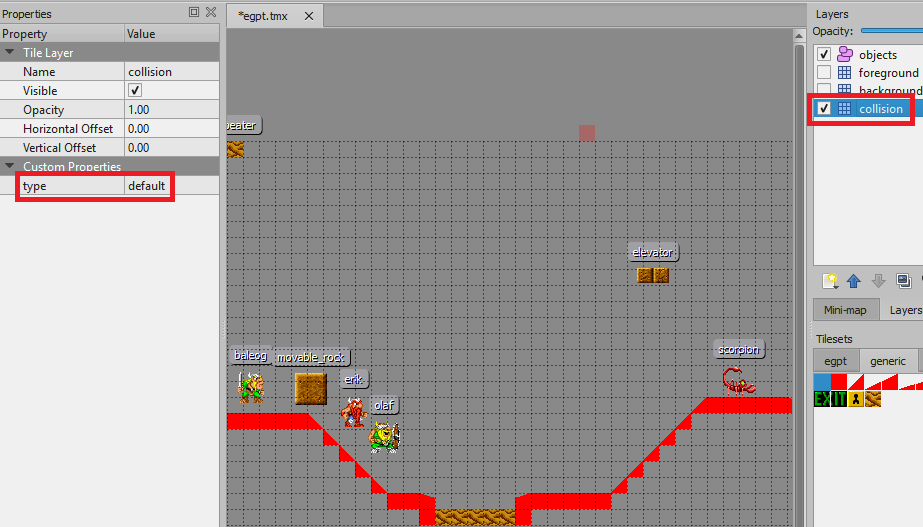 Properties
Property Value
Tile Layer
Name collision
Visible
Opacity 1.00
Horizontal Offset 0.00
Vertical Offset 0.00
Custom Properties
type default
*egpt.tmx
peater
elevator
baleog
movable_rock
erik
olaf
scorpion
Layers
Opacity:
objects
foreground
background
collision
Mini-map Layers
Tilesets
egpt generic
EXIT